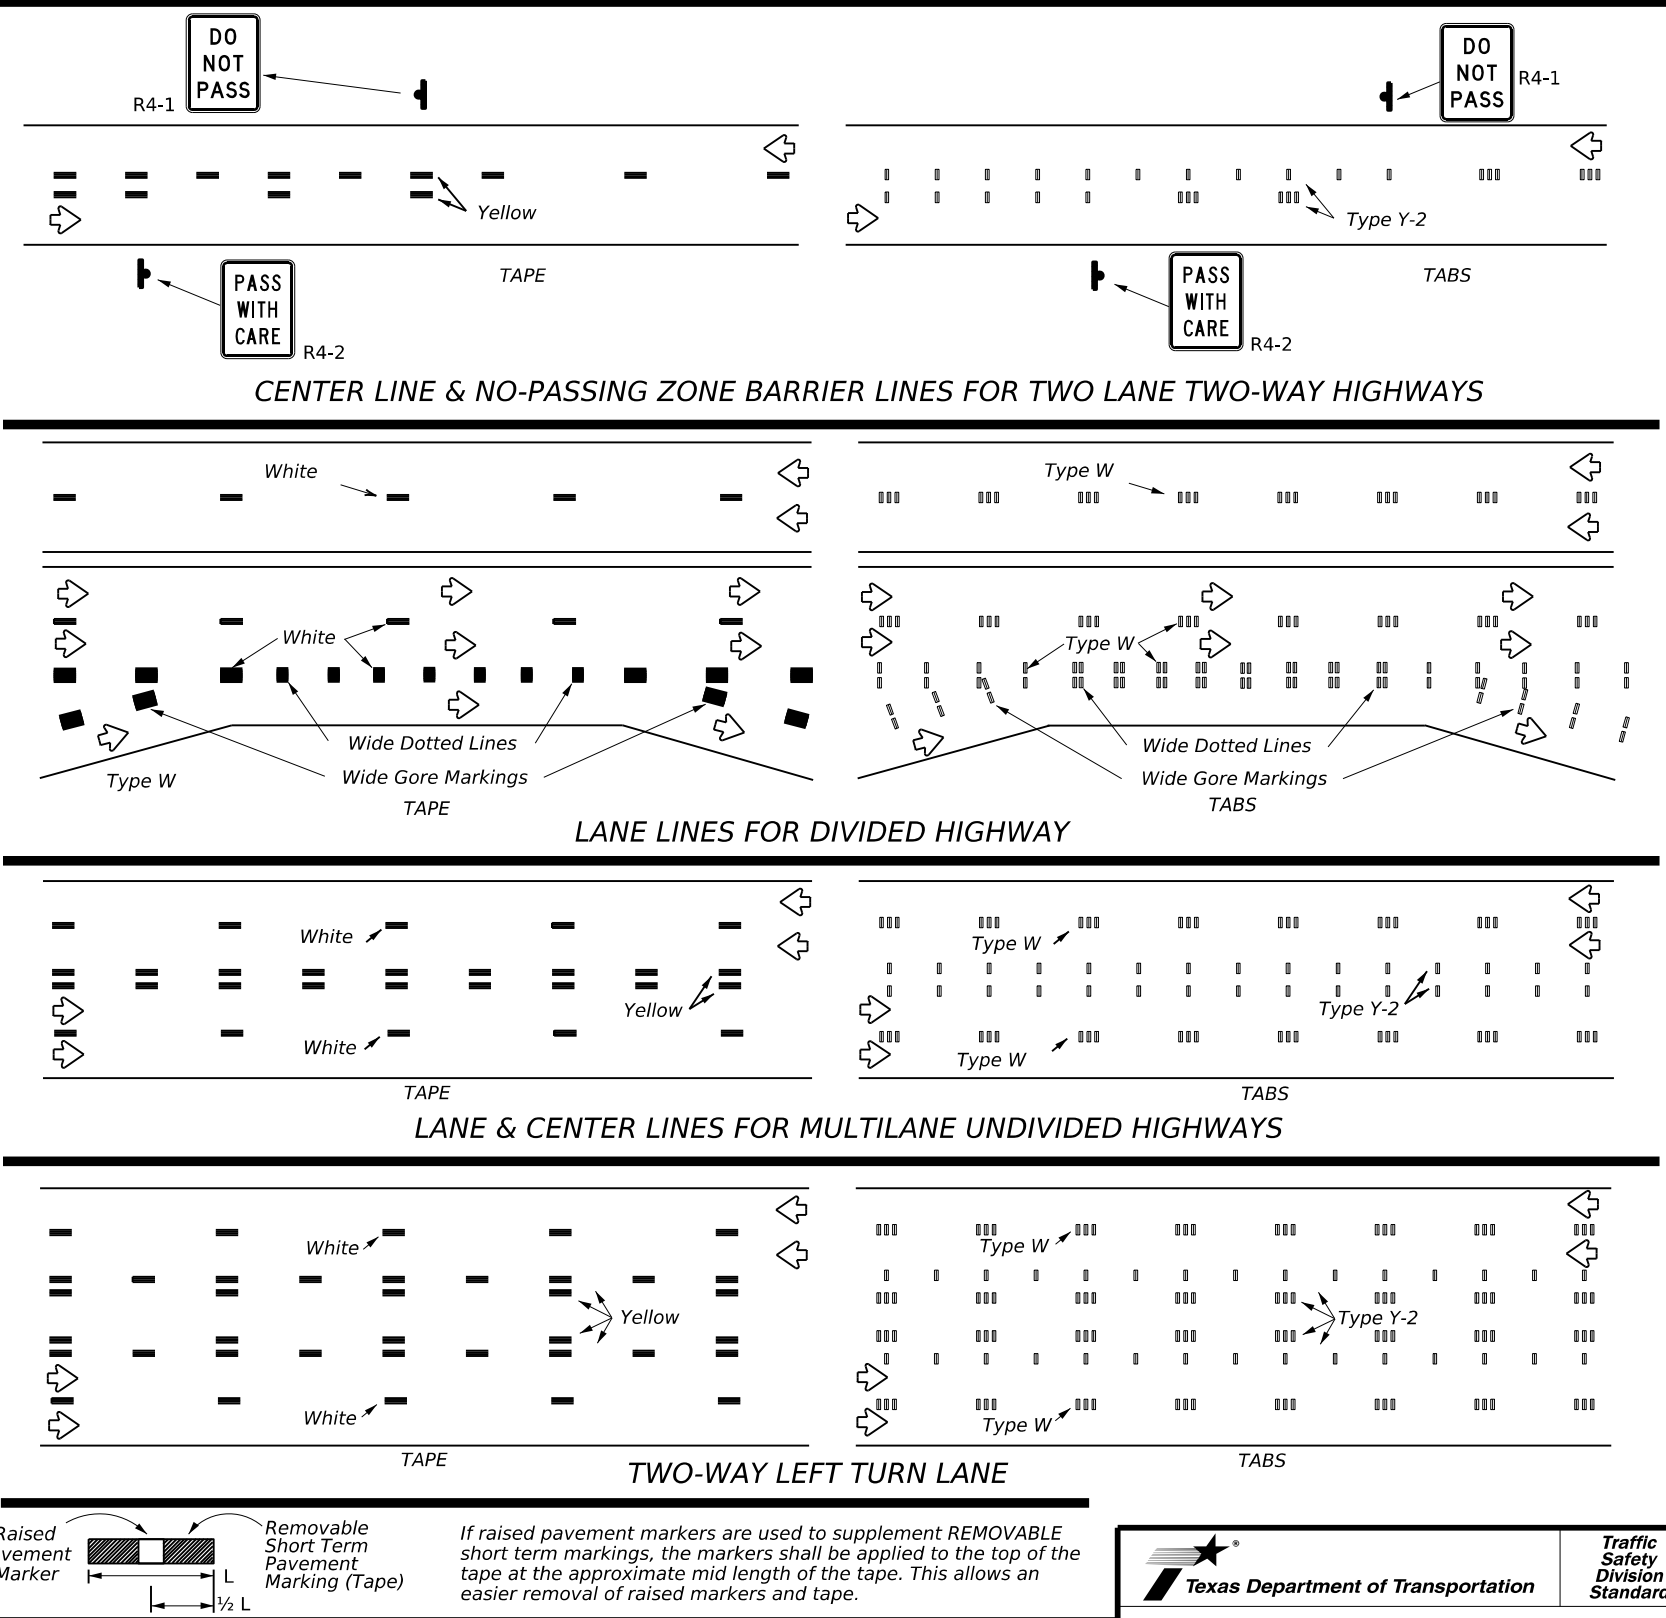 DO
NOT
PASS
R4-1
DO
NOT
PASS
R4-1
Yellow
Type Y-2
PASS
WITH
CARE
R4-2
TAPE
PASS
WITH
CARE
R4-2
TABS
CENTER LINE & NO-PASSING ZONE BARRIER LINES FOR TWO LANE TWO-WAY HIGHWAYS
White
Type W
White
Type W
Wide Dotted Lines
Wide Gore Markings
Type W
TAPE
Wide Dotted Lines
Wide Gore Markings
TABS
LANE LINES FOR DIVIDED HIGHWAY
White
Type W
Yellow
Type Y-2
White
Type W
TAPE
TABS
LANE & CENTER LINES FOR MULTILANE UNDIVIDED HIGHWAYS
White
Type W
Yellow
Type Y-2
White
Type W
TAPE
TABS
TWO-WAY LEFT TURN LANE
Raised
vement
Marker
L
½ L
Removable
Short Term
Pavement
Marking (Tape)
If raised pavement markers are used to supplement REMOVABLE
short term markings, the markers shall be applied to the top of the
tape at the approximate mid length of the tape. This allows an
easier removal of raised markers and tape.
®
Texas Department of Transportation
Traffic
Safety
Division
Standard